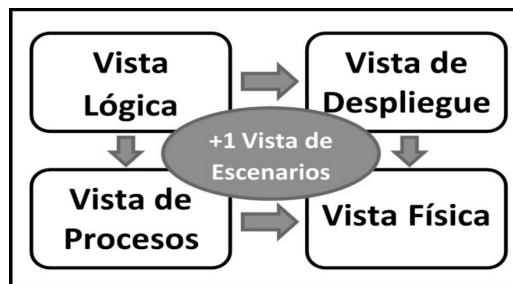 Vista
Lógica
Vista de
Despliegue
+1 Vista de
Escenarios
Vista de
Procesos
Vista Física